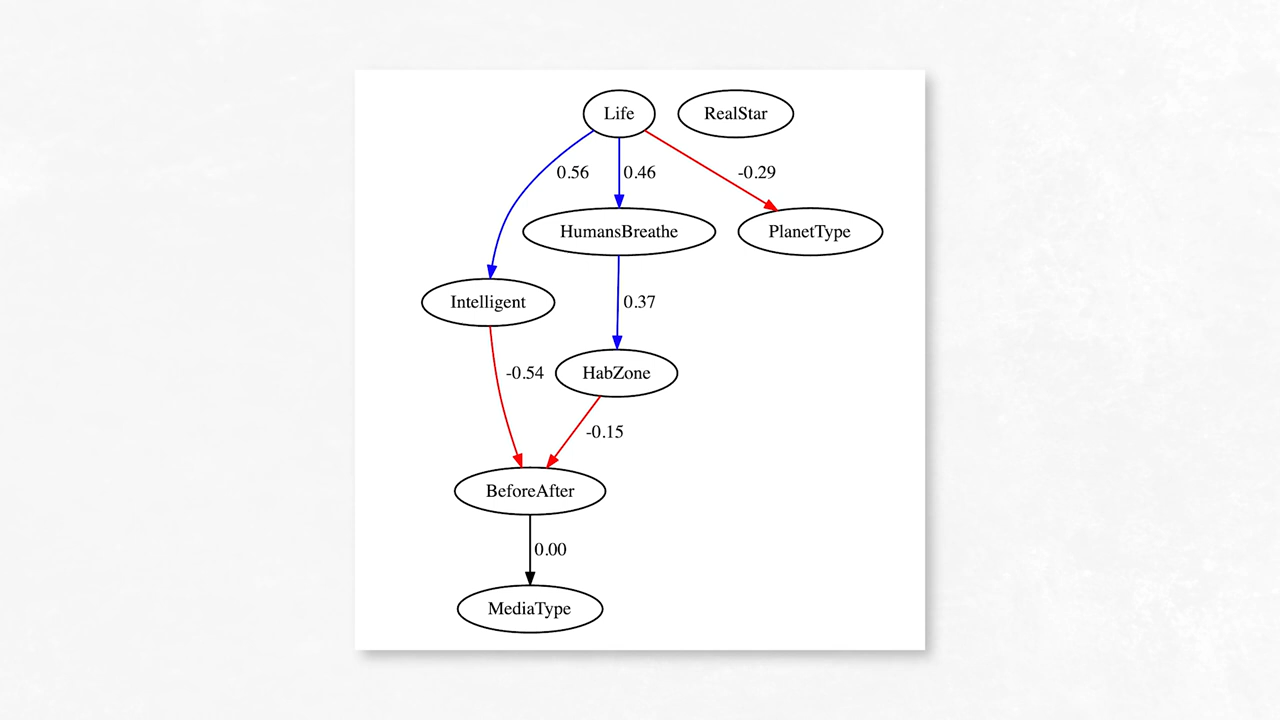 Life
RealStar
0.56
0.46
-0.29
HumansBreathe
PlanetType
Intelligent
0.37
-0.54
HabZone
-0.15
BeforeAfter
0.00
MediaType